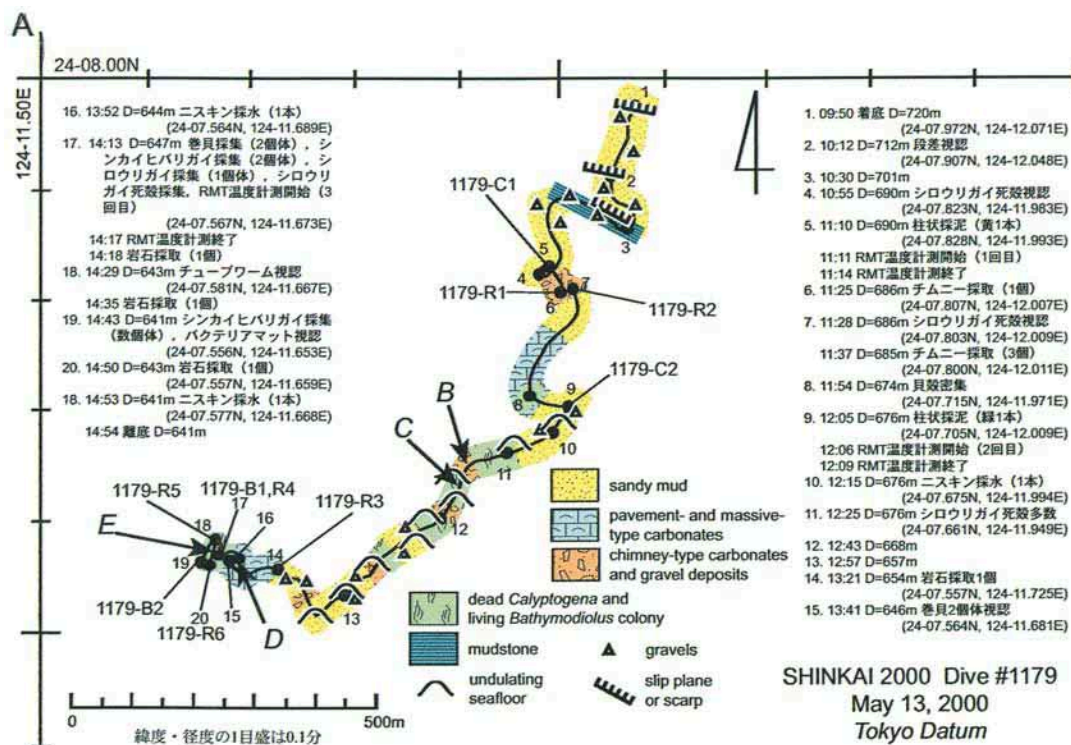 A
24-08.00N
124-11.50E
16. 13:52 D=644m ニスキン採水（1本）
(24-07.564N, 124-11.689E)
17. 14:13 D=647m 巻貝採集（2個体），シ
ンカイヒバリガイ採集（2個体），シ
ロウリガイ採集（1個体），シロウリ
ガイ死殻採集，RMT温度計測開始（3
回目）
(24-07.567N, 124-11.673E)
14:17 RMT温度計測終了
14:18 岩石採取（1個）
18. 14:29 D=643m チューブワーム視認
(24-07.581N, 124-11.667E)
14:35 岩石採取（1個）
19. 14:43 D=641m シンカイヒバリガイ採集
（数個体），バクテリアマット視認
(24-07.556N, 124-11.653E)
20. 14:50 D=643m 岩石採取（1個）
(24-07.557N, 124-11.659E)
18. 14:53 D=641m ニスキン採水（1本）
(24-07.577N, 124-11.668E)
14:54 離底 D=641m
1. 09:50 着底 D=720m
(24-07.972N, 124-12.071E)
2. 10:12 D=712m 段差視認
(24-07.907N, 124-12.048E)
3. 10:30 D=701m
4. 10:55 D=690m シロウリガイ死殻視認
(24-07.823N, 124-11.983E)
5. 11:10 D=690m 柱状採泥（黄1本）
(24-07.828N, 124-11.993E)
11:11 RMT温度計測開始（1回目）
11:14 RMT温度計測終了
6. 11:25 D=686m チムニー採取（1個）
(24-07.807N, 124-12.007E)
7. 11:28 D=686m シロウリガイ死殻視認
(24-07.803N, 124-12.009E)
11:37 D=685m チムニー採取（3個）
(24-07.800N, 124-12.011E)
8. 11:54 D=674m 貝殻密集
(24-07.715N, 124-11.971E)
9. 12:05 D=676m 柱状採泥（緑1本）
(24-07.705N, 124-12.009E)
12:06 RMT温度計測開始（2回目）
12:09 RMT温度計測終了
10. 12:15 D=676m ニスキン採水（1本）
(24-07.675N, 124-11.994E)
11. 12:25 D=676m シロウリガイ死殻多数
(24-07.661N, 124-11.949E)
12. 12:43 D=668m
13. 12:57 D=657m
14. 13:21 D=654m 岩石採取1個
(24-07.557N, 124-11.725E)
15. 13:41 D=646m 巻貝2個体視認
(24-07.564N, 124-11.681E)
1
2
3
1179-C1
5
4
7
1179-R1
6
1179-R2
1179-C2
8
9
B
10
C
11
12
1179-R5
1179-B1,R4
1179-R3
E
18
17
16
14
19
1179-B2
20
15
13
1179-R6
D
sandy mud
pavement- and massive-
type carbonates
chimney-type carbonates
and gravel deposits
dead Calyptogena and
living Bathymodiolus colony
mudstone
gravels
undulating
seafloor
slip plane
or scarp
0
500m
緯度・径度の1目盛は0.1分
SHINKAI 2000 Dive #1179
May 13, 2000
Tokyo Datum